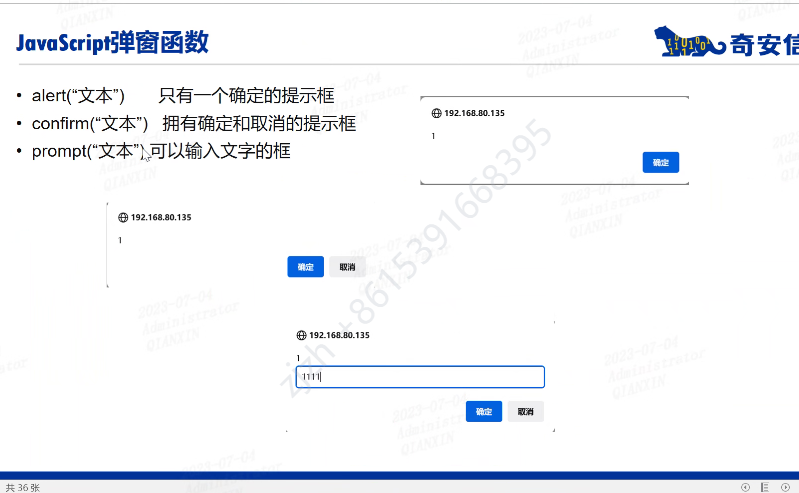 JavaScript弹窗函数
奇安信
• alert(“文本”) 只有一个确定的提示框
• confirm(“文本”) 拥有确定和取消的提示框
• prompt(“文本”) 可以输入文字的框
192.168.80.135
1
确定
192.168.80.135
1
确定 取消
192.168.80.135
1
1111
确定 取消
zjzh +8615391668395
2023-07-04
Administrator
QIANXIN
共 36 张